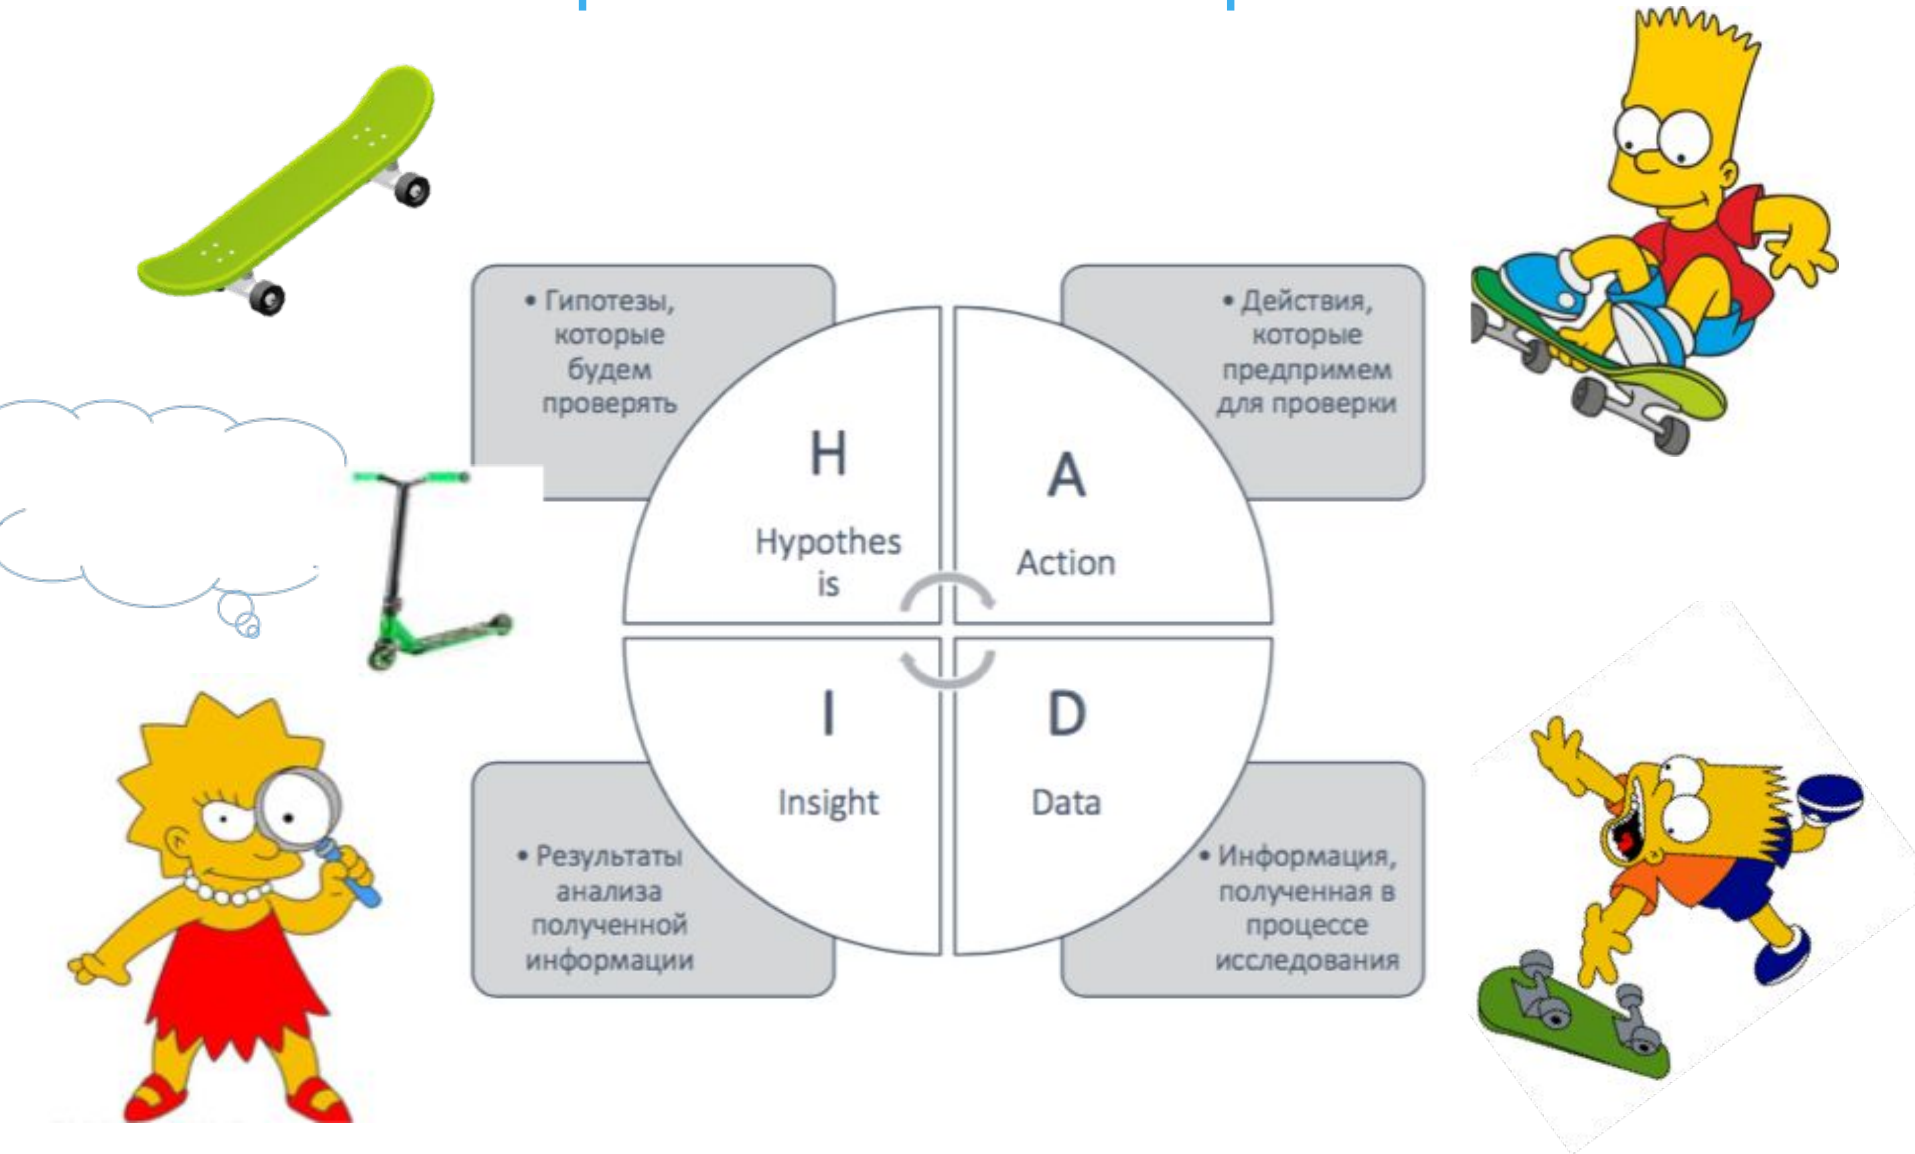 • Гипотезы,
которые
будем
проверять
• Действия,
которые
предпримем
для проверки
H
Hypothes
is
A
Action
I
Insight
D
Data
• Результаты
анализа
полученной
информации
• Информация,
полученная в
процессе
исследования